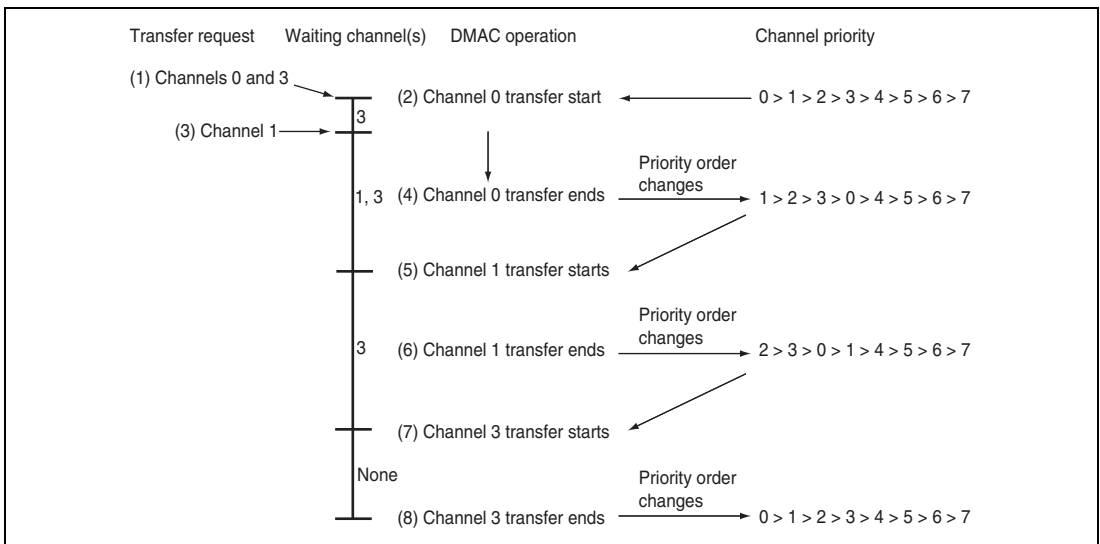 Transfer request Waiting channel(s) DMAC operation Channel priority
(1) Channels 0 and 3
(2) Channel 0 transfer start 0 > 1 > 2 > 3 > 4 > 5 > 6 > 7
3
(3) Channel 1
Priority order
changes
1, 3 (4) Channel 0 transfer ends 1 > 2 > 3 > 0 > 4 > 5 > 6 > 7
(5) Channel 1 transfer starts
Priority order
changes
3 (6) Channel 1 transfer ends 2 > 3 > 0 > 1 > 4 > 5 > 6 > 7
(7) Channel 3 transfer starts
None
Priority order
changes
(8) Channel 3 transfer ends 0 > 1 > 2 > 3 > 4 > 5 > 6 > 7